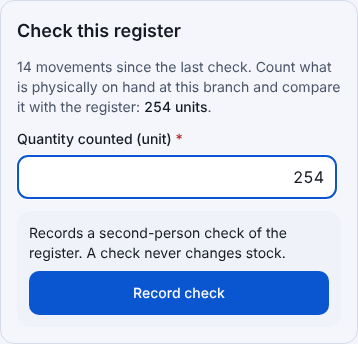 Check this register
14 movements since the last check. Count what
is physically on hand at this branch and compare
it with the register: 254 units.
Quantity counted (unit) *
254
Records a second-person check of the
register. A check never changes stock.
Record check